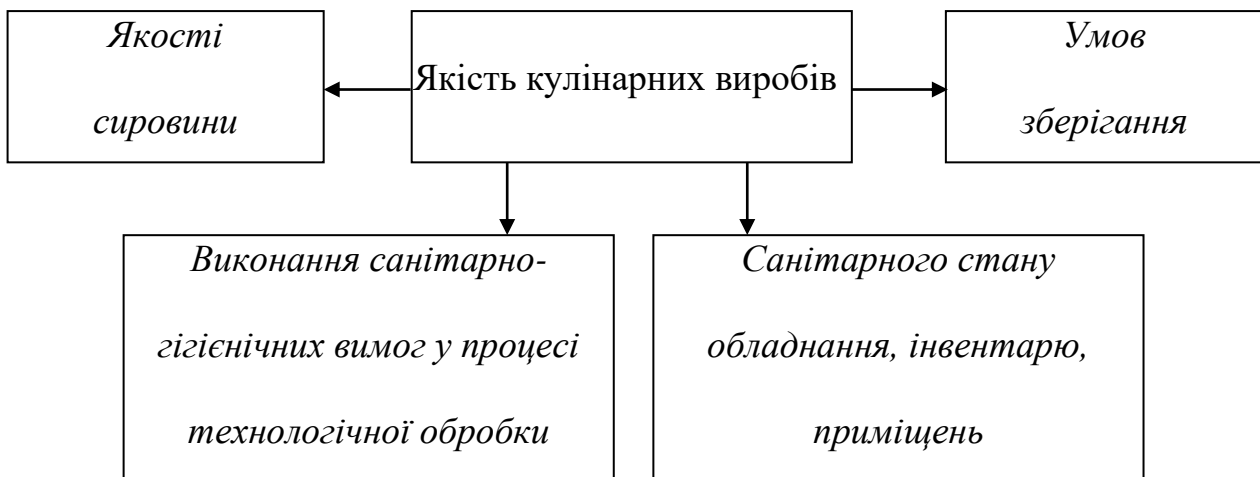 Якості
сировини
Якість кулінарних виробів
Умов
зберігання
Виконання санітарно-
гігієнічних вимог у процесі
технологічної обробки
Санітарного стану
обладнання, інвентарю,
приміщень